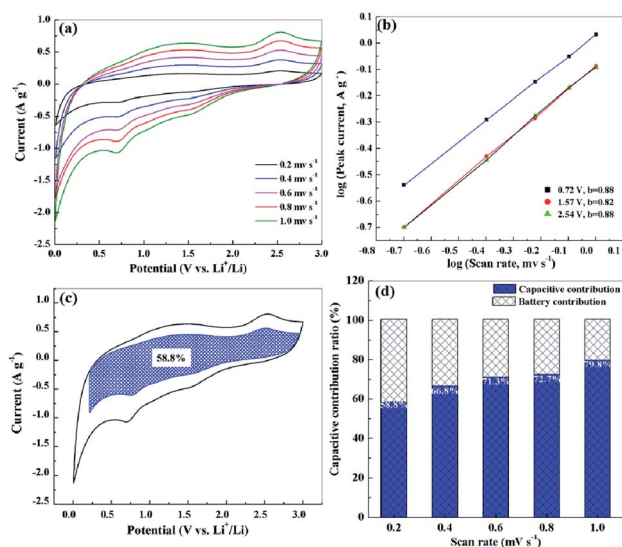 (a)
Current (A g⁻¹)
1.0
0.5
0.0
-0.5
-1.0
-1.5
-2.0
-2.5
0.2 mv s⁻¹
0.4 mv s⁻¹
0.6 mv s⁻¹
0.8 mv s⁻¹
1.0 mv s⁻¹
0.0 0.5 1.0 1.5 2.0 2.5 3.0
Potential (V vs. Li⁺/Li)
(b)
log (Peak current, A g⁻)
0.1
0.0
-0.1
-0.2
-0.3
-0.4
-0.5
-0.6
-0.7
0.72 V, b=0.88
1.57 V, b=0.82
2.54 V, b=0.88
-0.8 -0.7 -0.6 -0.5 -0.4 -0.3 -0.2 -0.1 0.0 0.1
log (Scan rate, mv s⁻¹)
(c)
Current (A g⁻¹)
1.0
0.5
0.0
-0.5
-1.0
-1.5
-2.0
-2.5
58.8%
0.0 0.5 1.0 1.5 2.0 2.5 3.0
Potential (V vs. Li⁺/Li)
(d)
Capacitive contribution ratio (%)
140
120
100
80
60
40
20
0
Capacitive contribution
Battery contribution
58.8%
66.8%
71.3%
72.7%
79.8%
0.2 0.4 0.6 0.8 1.0
Scan rate (mV s⁻¹)